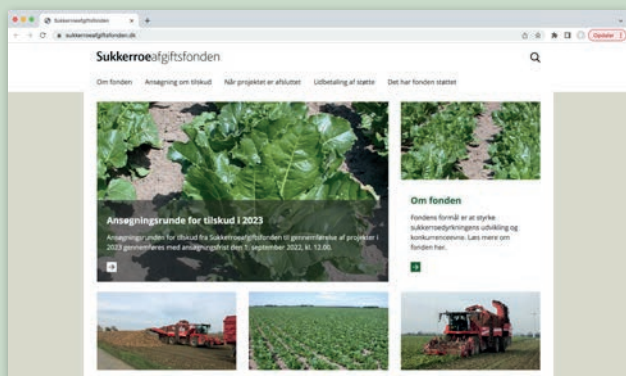 Sukkerroeafgiftsfonden
sukkerroeafgiftsfonden.dk
Opdater
Sukkerroeafgiftsfonden
Om fonden Ansøgning om tilskud Når projektet er afsluttet Udbetaling af støtte Det har fonden støttet
Ansøgningsrunde for tilskud i 2023
Ansøgningsrunden for tilskud fra Sukkerroeafgiftsfonden til gennemførelse af projekter i
2023 gennemføres med ansøgningsfrist den 1. september 2022, kl. 12.00.
Om fonden
Fondens formål er at styrke
sukkerroedyrkningens udvikling og
konkurrenceevne. Læs mere om
fonden her.